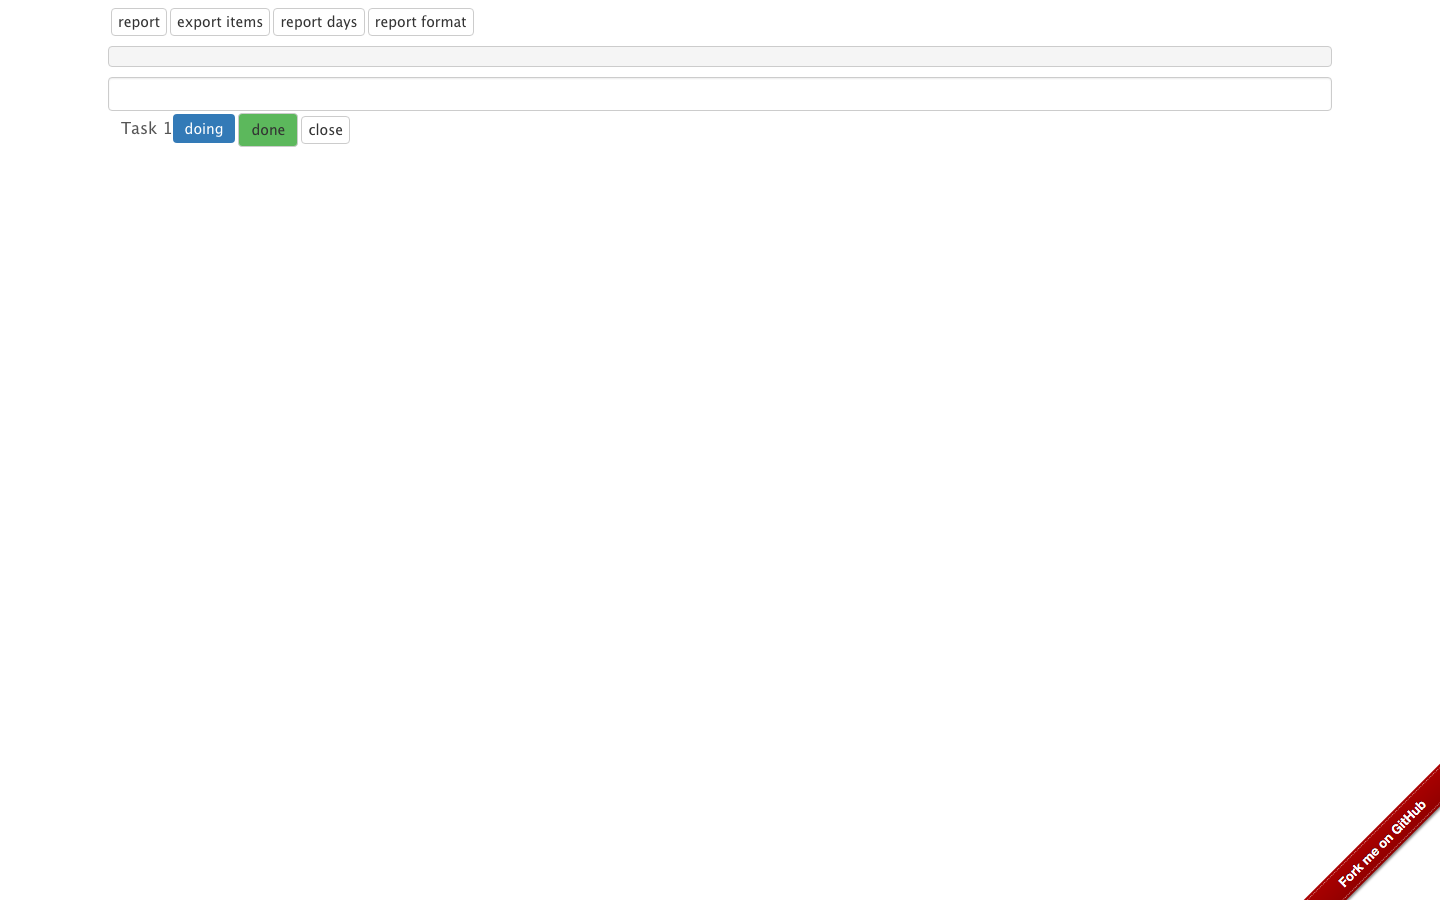 report export items report days report format
Task 1 doing done close
Fork me on GitHub